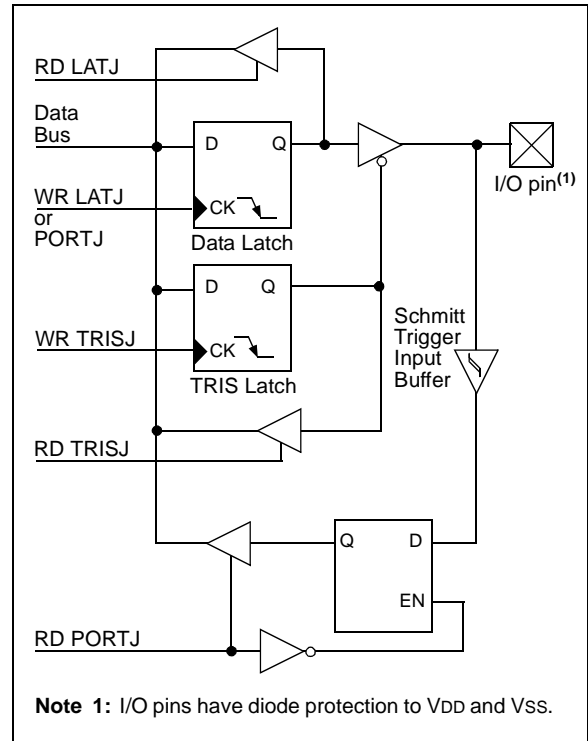 RD LATJ
Data
Bus
D Q
I/O pin(1)
WR LATJ
or
PORTJ
CK
Data Latch
D Q
WR TRISJ
CK
TRIS Latch
Schmitt
Trigger
Input
Buffer
RD TRISJ
Q D
EN
RD PORTJ
Note 1: I/O pins have diode protection to VDD and VSS.